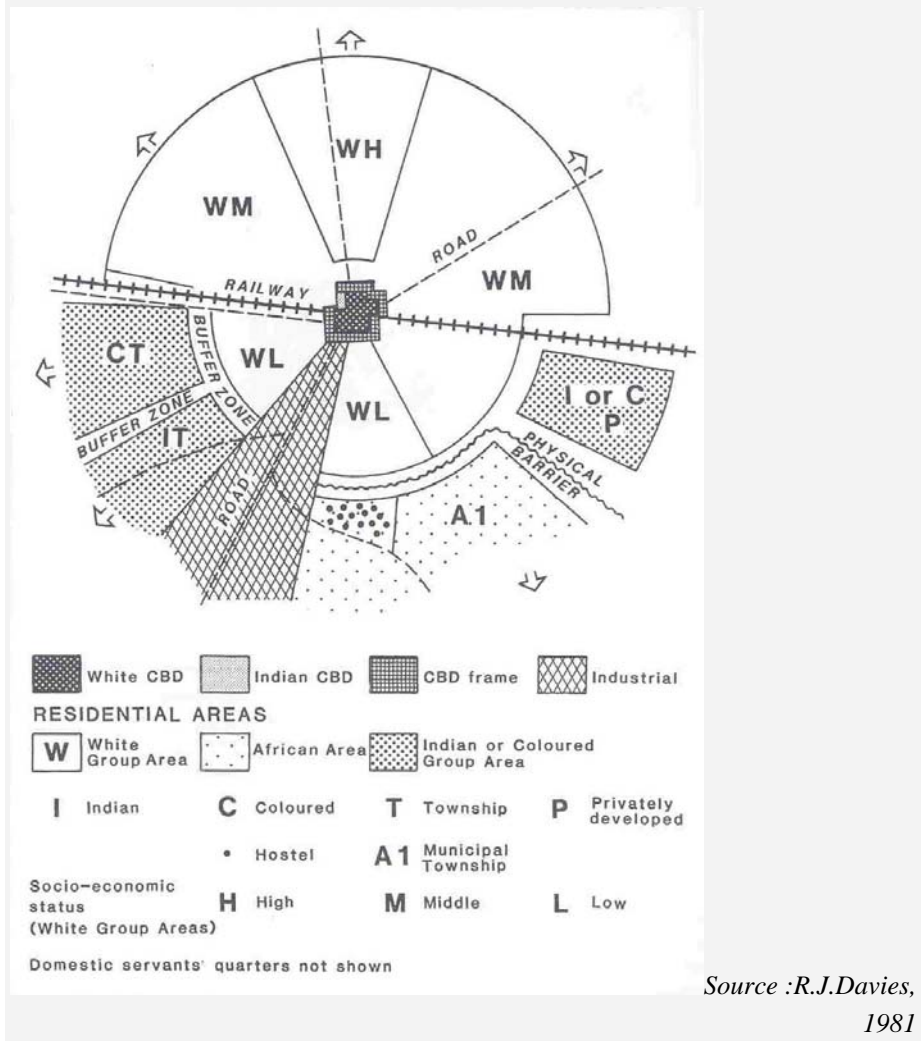 WH
WM
ROAD
WM
RAILWAY
CT
BUFFER ZONE
WL
I or C
P
BUFFER ZONE
IT
WL
PHYSICAL
BARRIER
ROAD
A1
White CBD
Indian CBD
CBD frame
Industrial
RESIDENTIAL AREAS
W White
Group Area
African Area
Indian or Coloured
Group Area
I Indian
C Coloured
T Township
P Privately
developed
• Hostel
A1 Municipal
Township
Socio-economic
status
(White Group Areas)
H High
M Middle
L Low
Domestic servants' quarters not shown
Source :R.J.Davies,
1981